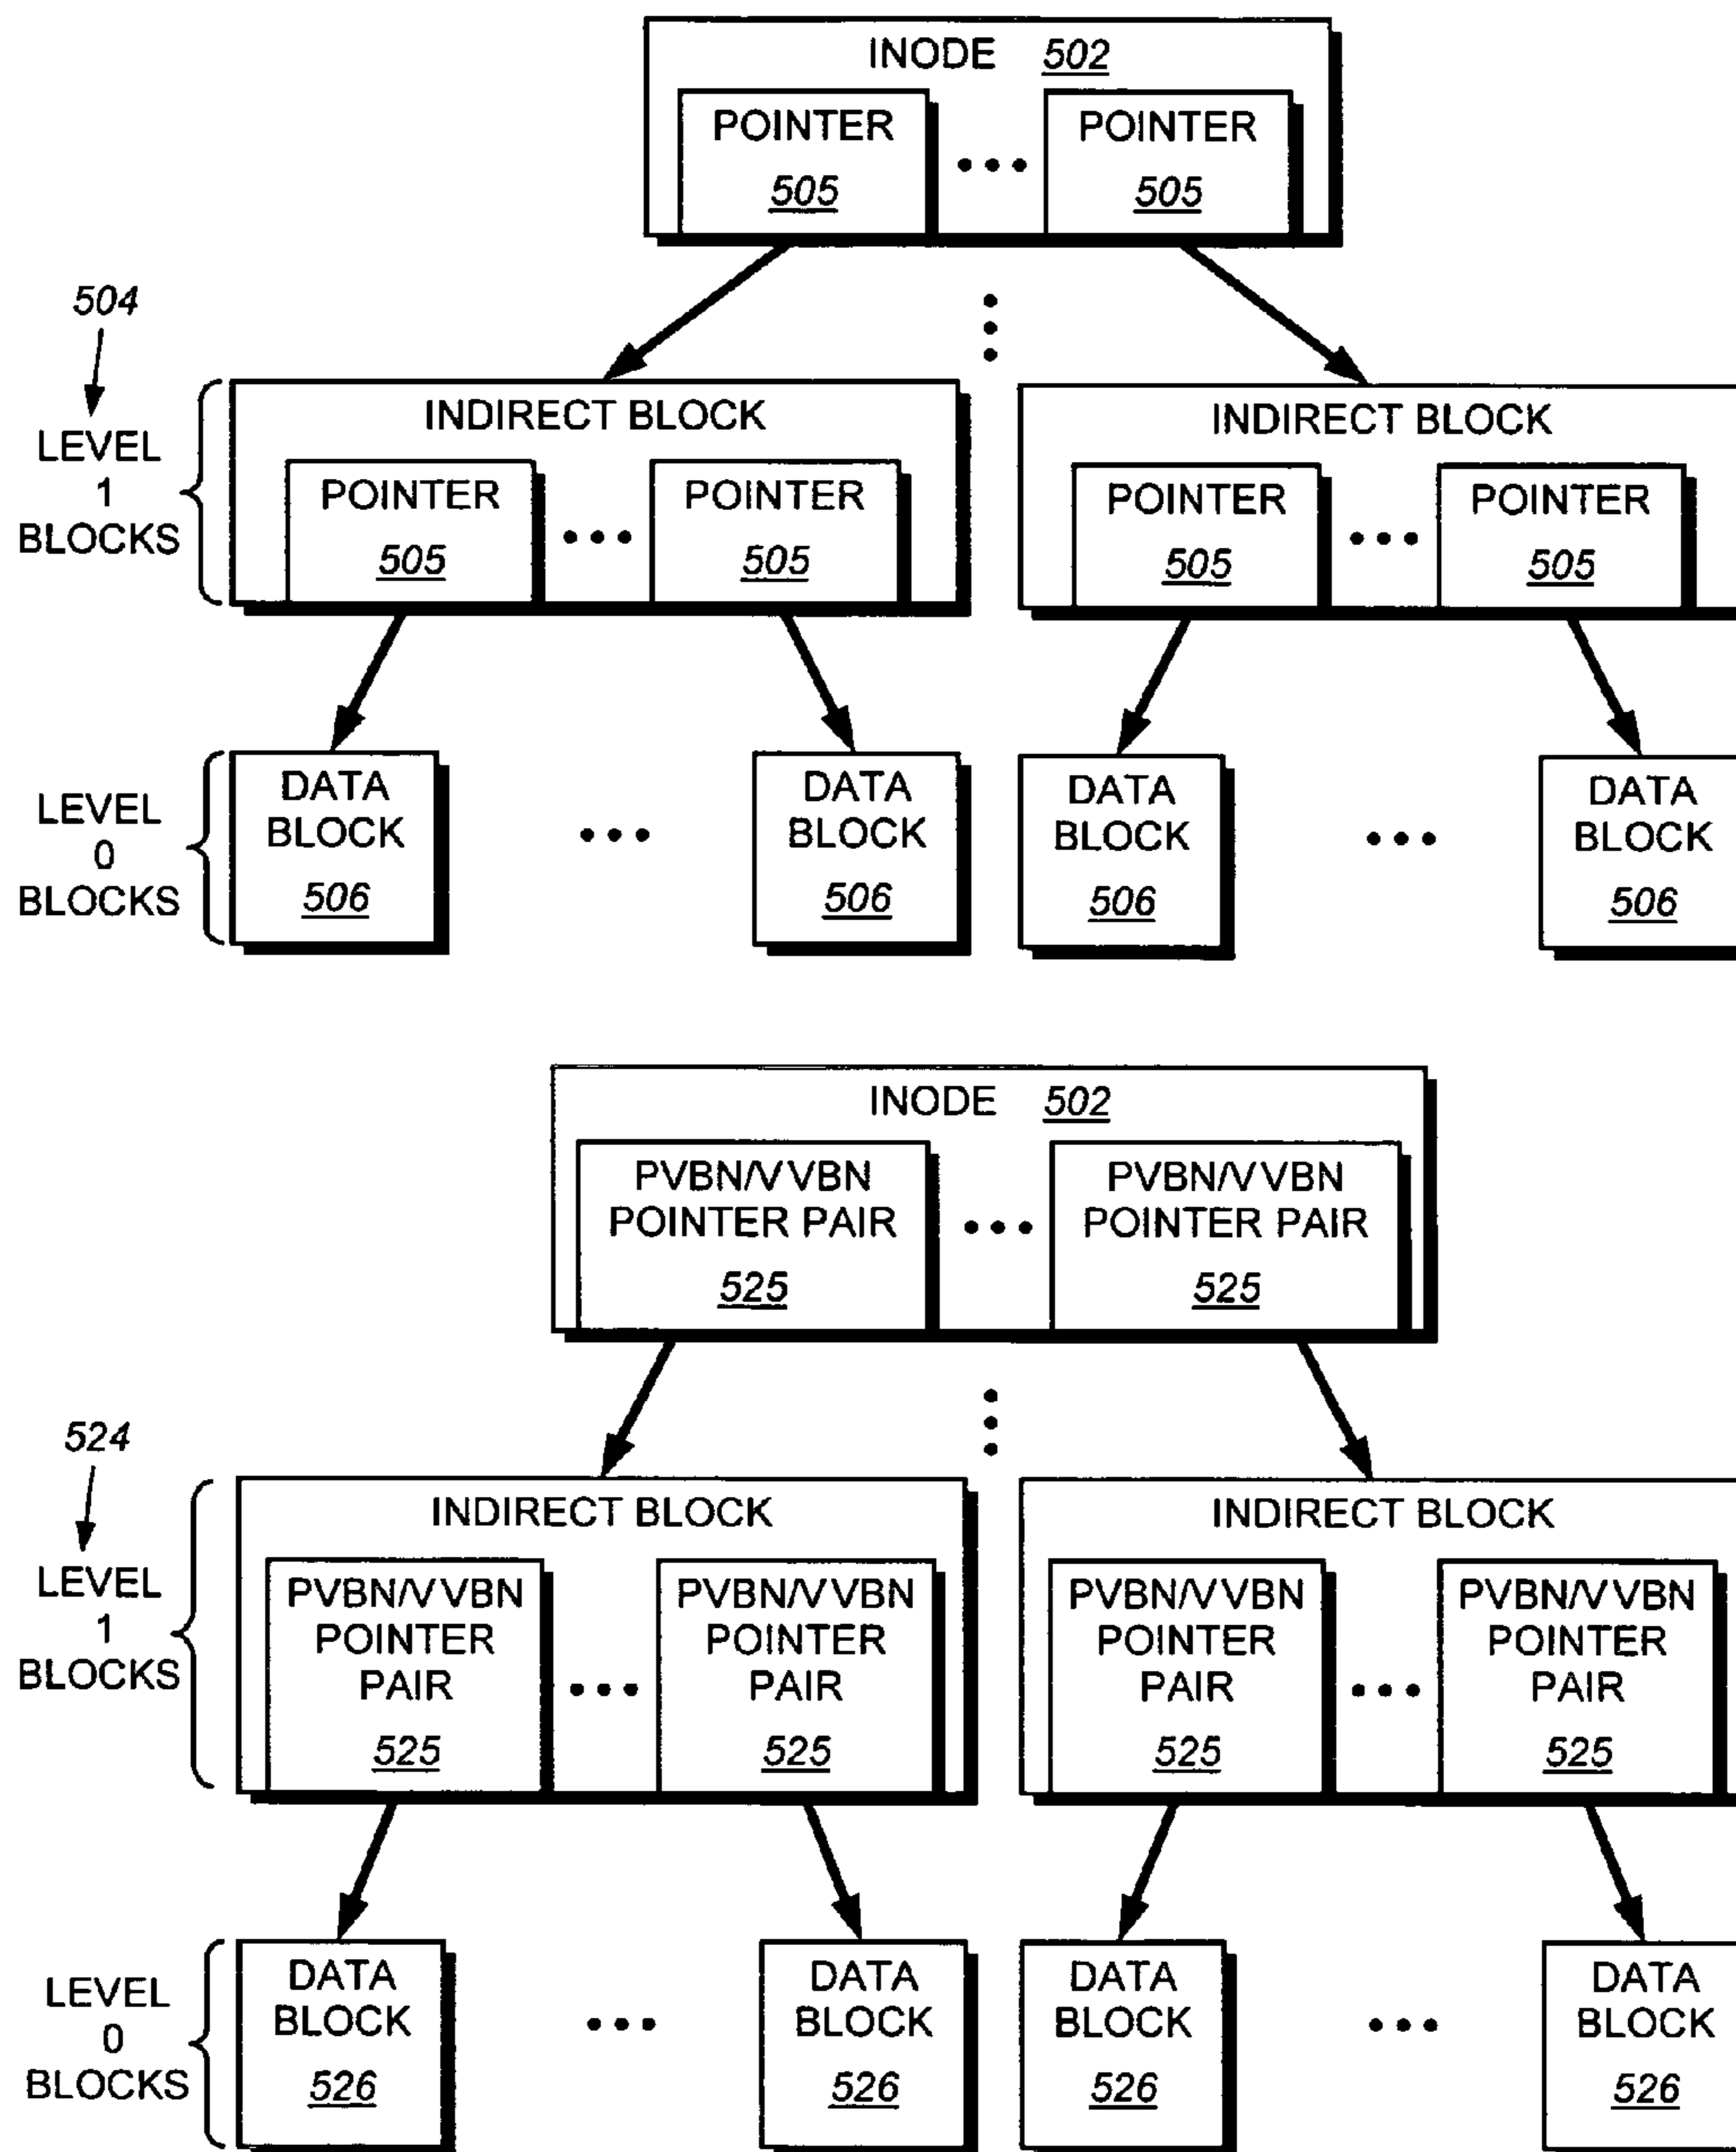 INODE 502
POINTER POINTER
505 505
504
LEVEL
1
BLOCKS
INDIRECT BLOCK INDIRECT BLOCK
POINTER POINTER POINTER POINTER
505 505 505 505
LEVEL
0
BLOCKS
DATA DATA DATA DATA
BLOCK BLOCK BLOCK BLOCK
506 506 506 506
INODE 502
PVBN/VVBN PVBN/VVBN
POINTER PAIR POINTER PAIR
525 525
524
LEVEL
1
BLOCKS
INDIRECT BLOCK INDIRECT BLOCK
PVBN/VVBN PVBN/VVBN PVBN/VVBN PVBN/VVBN
POINTER POINTER POINTER POINTER
PAIR PAIR PAIR PAIR
525 525 525 525
LEVEL
0
BLOCKS
DATA DATA DATA DATA
BLOCK BLOCK BLOCK BLOCK
526 526 526 526